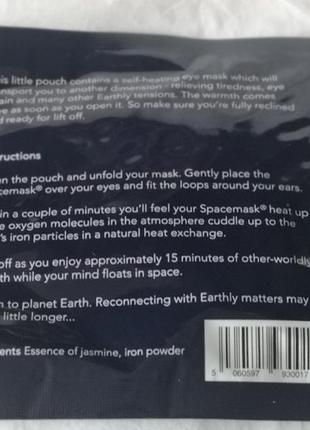 is little pouch contains a self-heating eye mask which will
nsport you to another dimension - relieving tiredness, eye
ain and many other Earthly tensions. The warmth comes
ee as soon as you open it. So make sure you're fully reclined
d ready for lift off.
tructions
en the pouch and unfold your mask. Gently place the
cemask® over your eyes and fit the loops around your ears.
in a couple of minutes you'll feel your Spacemask® heat up
e oxygen molecules in the atmosphere cuddle up to the
's iron particles in a natural heat exchange.
off as you enjoy approximately 15 minutes of other-worldly
th while your mind floats in space.
n to planet Earth. Reconnecting with Earthly matters may
little longer...
ents Essence of jasmine, iron powder
5 060597 930017